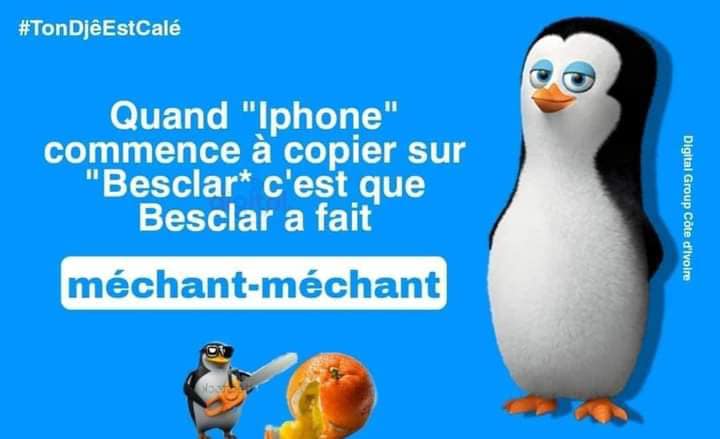 #TonDjêEstCalé
Quand "Iphone"
commence à copier sur
"Besclar* c'est que
Besclar a fait
méchant-méchant
Digital Group Côte d'Ivoire